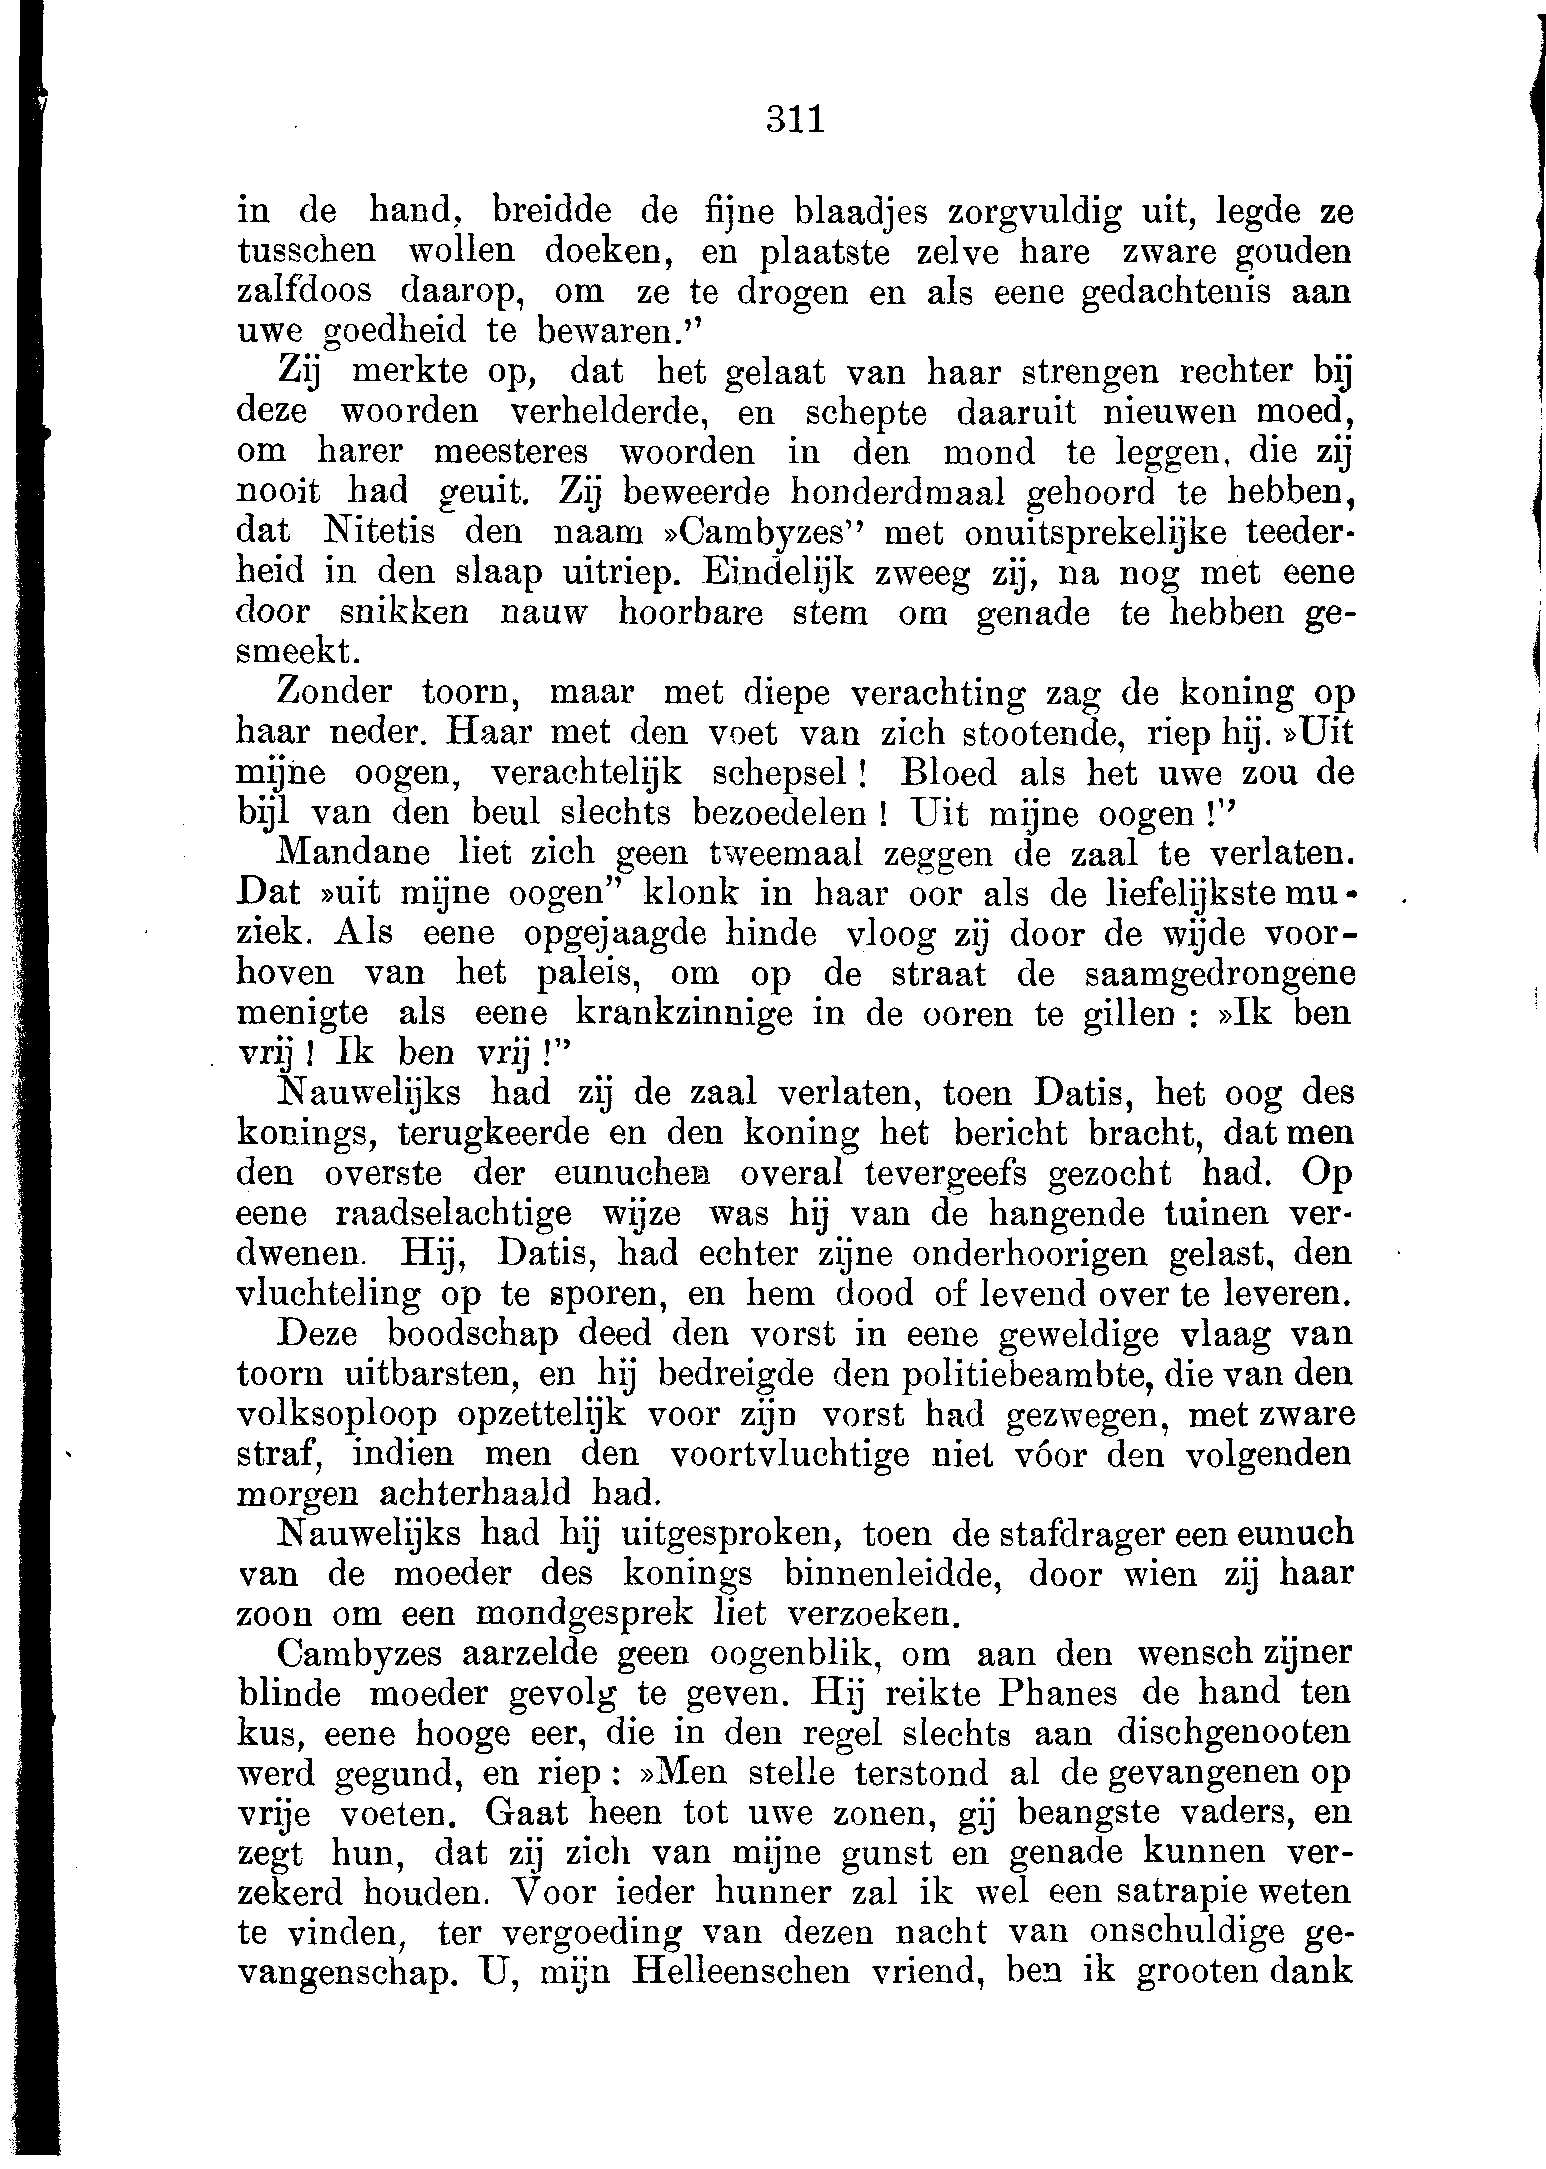 311
in de hand, breidde de fijne blaadjes zorgvuldig uit, legde ze
tusschen wollen doeken, en plaatste zelve hare zware gouden
zalfdoos daarop, om ze te drogen en als eene gedachtenis aan
uwe goedheid te bewaren.”
Zij merkte op, dat het gelaat van haar strengen rechter bij
deze woorden verhelderde, en schepte daaruit nieuwen moed,
om harer meesteres woorden in den mond te leggen, die zij
nooit had geuit. Zij beweerde honderdmaal gehoord te hebben,
dat Nitetis den naam »Cambyzes” met onuitsprekelijke teeder-
heid in den slaap uitriep. Eindelijk zweeg zij, na nog met eene
door snikken nauw hoorbare stem om genade te hebben ge-
smeekt.
Zonder toorn, maar met diepe verachting zag de koning op
haar neder. Haar met den voet van zich stootende, riep hij. »Uit
mijne oogen, verachtelijk schepsel! Bloed als het uwe zou de
bijl van den beul slechts bezoedelen! Uit mijne oogen!”
Mandane liet zich geen tweemaal zeggen de zaal te verlaten.
Dat »uit mijne oogen” klonk in haar oor als de liefelijkste mu-
ziek. Als eene opgejaagde hinde vloog zij door de wijde voor-
hoven van het paleis, om op de straat de saamgedrongene
menigte als eene krankzinnige in de ooren te gillen: »Ik ben
vrij! Ik ben vrij!”
Nauwelijks had zij de zaal verlaten, toen Datis, het oog des
konings, terugkeerde en den koning het bericht bracht, dat men
den overste der eunuchen overal tevergeefs gezocht had. Op
eene raadselachtige wijze was hij van de hangende tuinen ver-
dwenen. Hij, Datis, had echter zijne onderhoorigen gelast, den
vluchteling op te sporen, en hem dood of levend over te leveren.
Deze boodschap deed den vorst in eene geweldige vlaag van
toorn uitbarsten, en hij bedreigde den politiebeambte, die van den
volksoploop opzettelijk voor zijn vorst had gezwegen, met zware
straf, indien men den voortvluchtige niet vóor den volgenden
morgen achterhaald had.
Nauwelijks had hij uitgesproken, toen de stafdrager een eunuch
van de moeder des konings binnenleidde, door wien zij haar
zoon om een mondgesprek liet verzoeken.
Cambyzes aarzelde geen oogenblik, om aan den wensch zijner
blinde moeder gevolg te geven. Hij reikte Phanes de hand ten
kus, eene hooge eer, die in den regel slechts aan dischgenooten
werd gegund, en riep: »Men stelle terstond al de gevangenen op
vrije voeten. Gaat heen tot uwe zonen, gij beangste vaders, en
zegt hun, dat zij zich van mijne gunst en genade kunnen ver-
zekerd houden. Voor ieder hunner zal ik wel een satrapie weten
te vinden, ter vergoeding van dezen nacht van onschuldige ge-
vangenschap. U, mijn Helleenschen vriend, ben ik grooten dank